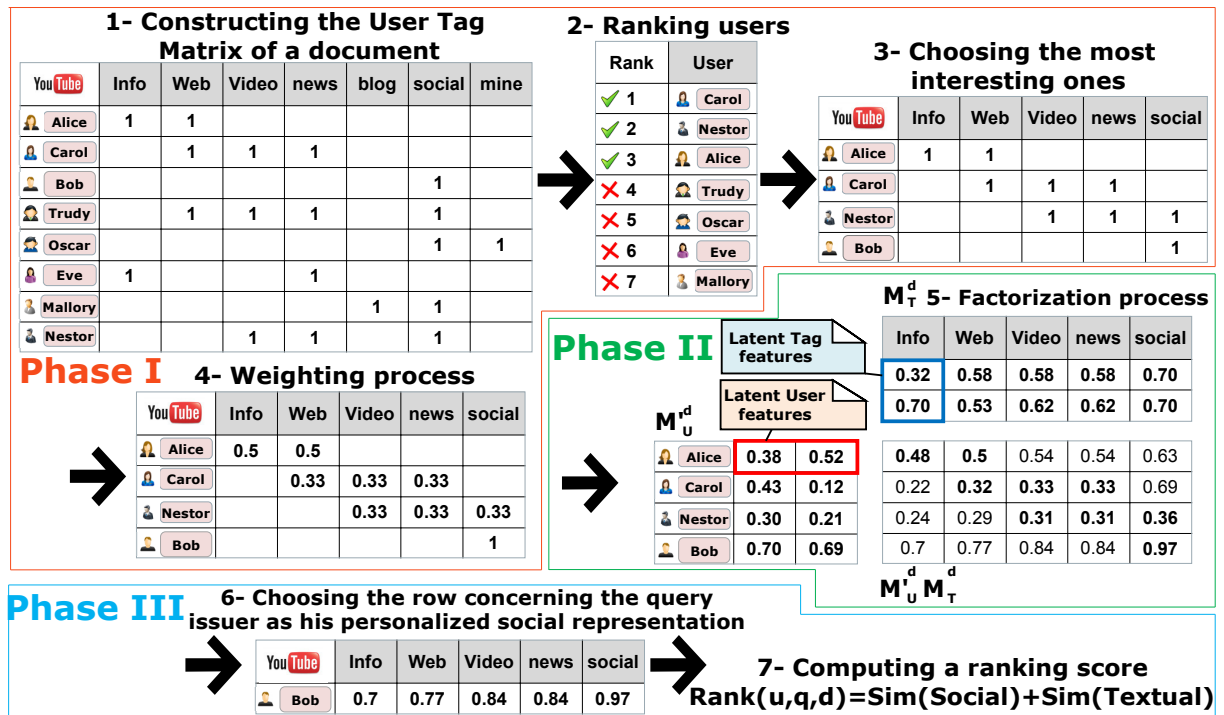 1- Constructing the User Tag
Matrix of a document
YouTube Info Web Video news blog social mine
Alice 1 1
Carol 1 1 1
Bob 1
Trudy 1 1 1 1
Oscar 1 1
Eve 1 1
Mallory 1 1
Nestor 1 1 1
2- Ranking users
Rank User
1 Carol
2 Nestor
3 Alice
4 Trudy
5 Oscar
6 Eve
7 Mallory
3- Choosing the most
interesting ones
YouTube Info Web Video news social
Alice 1 1
Carol 1 1 1
Nestor 1 1 1
Bob 1
Phase I
4- Weighting process
YouTube Info Web Video news social
Alice 0.5 0.5
Carol 0.33 0.33 0.33
Nestor 0.33 0.33 0.33
Bob 1
Phase II
M d T 5- Factorization process
Latent Tag
features
Info Web Video news social
0.32 0.58 0.58 0.58 0.70
0.70 0.53 0.62 0.62 0.70
Latent User
features
M' d U
Alice 0.38 0.52
Carol 0.43 0.12
Nestor 0.30 0.21
Bob 0.70 0.69
0.48 0.5 0.54 0.54 0.63
0.22 0.32 0.33 0.33 0.69
0.24 0.29 0.31 0.31 0.36
0.7 0.77 0.84 0.84 0.97
M' d U M d T
Phase III
6- Choosing the row concerning the query
issuer as his personalized social representation
YouTube Info Web Video news social
Bob 0.7 0.77 0.84 0.84 0.97
7- Computing a ranking score
Rank(u,q,d)=Sim(Social)+Sim(Textual)